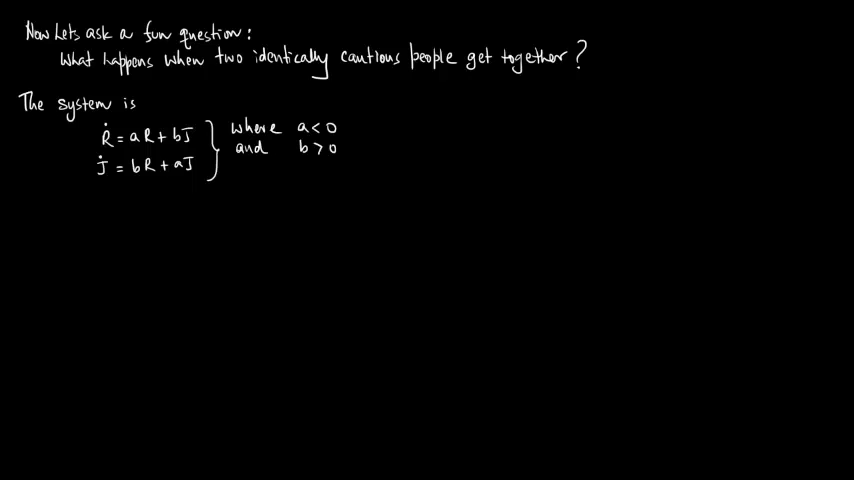 Now Lets ask a fun question:
What happens when two identically cautious people get together?
The system is
Ṙ = aR + bJ } where a < 0
J̇ = bR + aJ } and b > 0